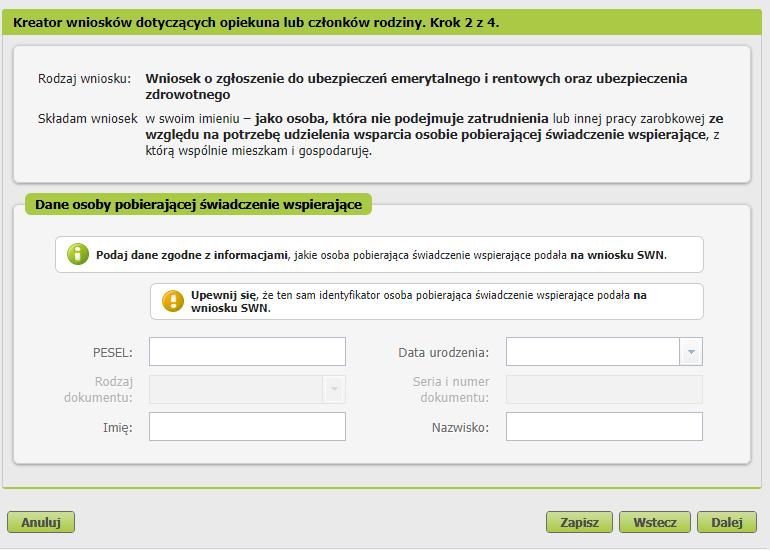 Kreator wniosków dotyczących opiekuna lub członków rodziny. Krok 2 z 4.
Rodzaj wniosku: Wniosek o zgłoszenie do ubezpieczeń emerytalnego i rentowych oraz ubezpieczenia
zdrowotnego
Składam wniosek w swoim imieniu – jako osoba, która nie podejmuje zatrudnienia lub innej pracy zarobkowej ze
względu na potrzebę udzielenia wsparcia osobie pobierającej świadczenie wspierające, z
którą wspólnie mieszkam i gospodaruję.
Dane osoby pobierającej świadczenie wspierające
Podaj dane zgodne z informacjami, jakie osoba pobierająca świadczenie wspierające podała na wniosku SWN.
Upewnij się, że ten sam identyfikator osoba pobierająca świadczenie wspierające podała na
wniosku SWN.
PESEL: Data urodzenia:
Rodzaj Seria i numer
dokumentu: dokumentu:
Imię: Nazwisko:
Anuluj Zapisz Wstecz Dalej